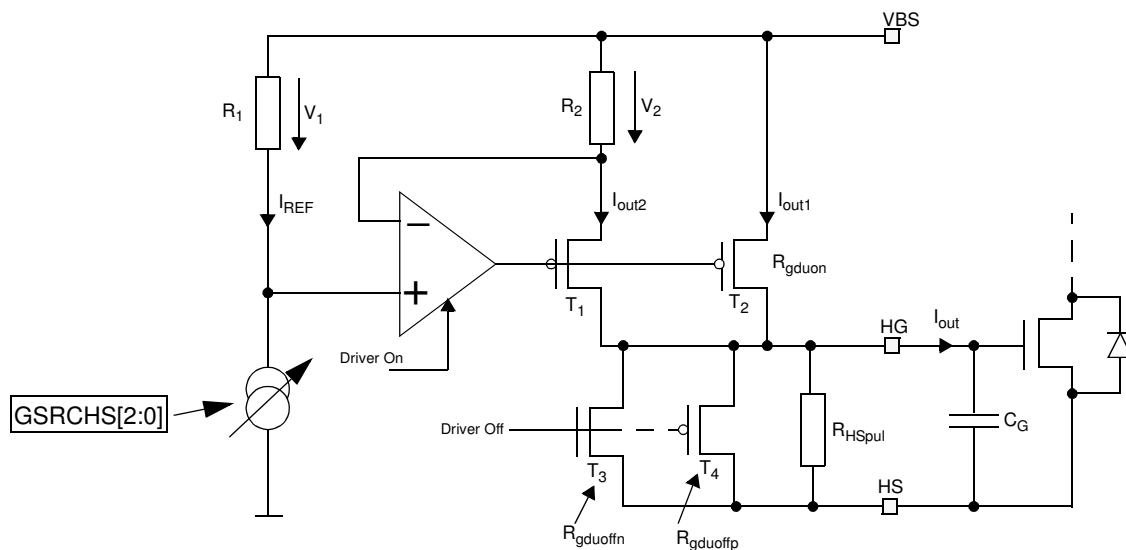 VBS
R1
V1
R2
V2
IREF
Iout2
Iout1
−
+
T1
T2
Rgduon
Driver On
HG
Iout
GSRCHS[2:0]
Driver Off
T3
T4
RHSpul
CG
HS
Rgduoffn
Rgduoffp